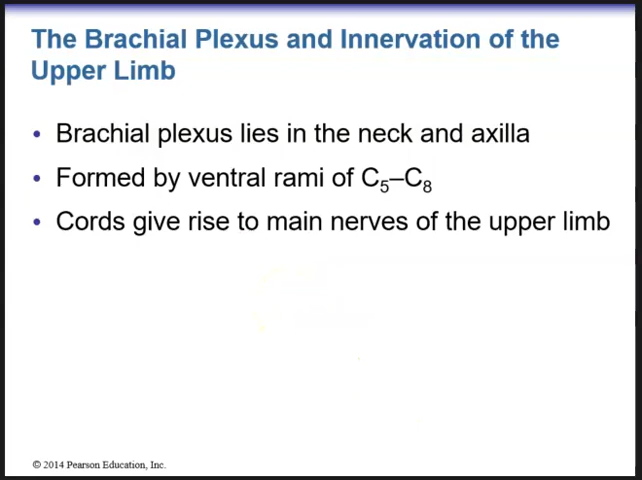 The Brachial Plexus and Innervation of the
Upper Limb
• Brachial plexus lies in the neck and axilla
• Formed by ventral rami of C₅–C₈
• Cords give rise to main nerves of the upper limb
© 2014 Pearson Education, Inc.